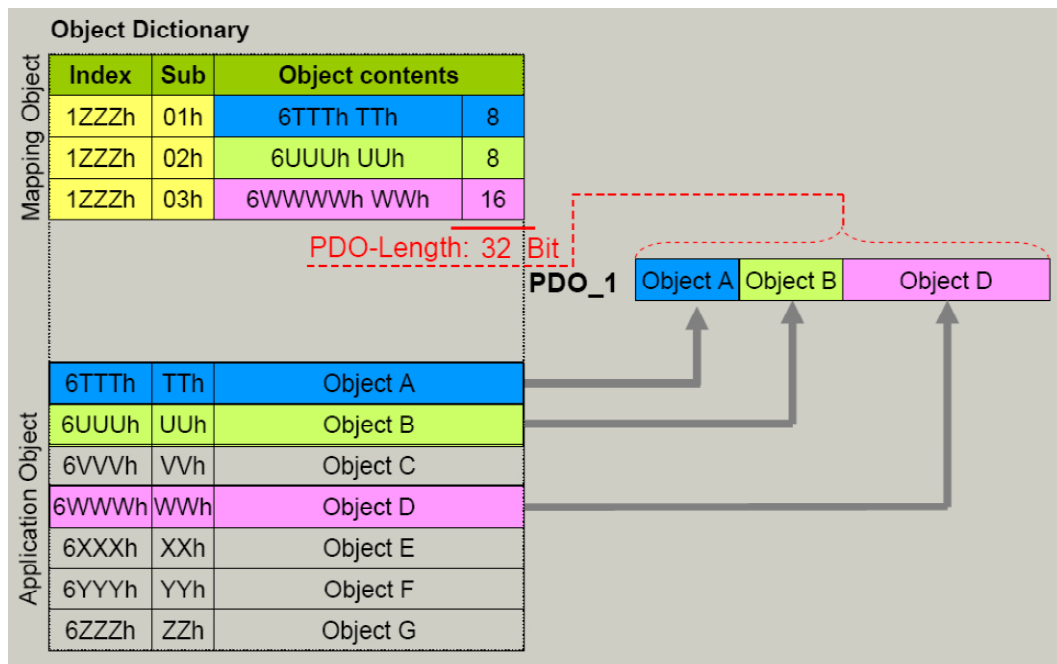 Object Dictionary
Mapping Object
Index Sub Object contents
1ZZZh 01h 6TTTh TTh 8
1ZZZh 02h 6UUUh UUh 8
1ZZZh 03h 6WWWWh WWh 16
PDO-Length: 32 Bit
PDO_1 Object A Object B Object D
Application Object
6TTTh TTh Object A
6UUUh UUh Object B
6VVVh VVh Object C
6WWWh WWh Object D
6XXXh XXh Object E
6YYYh YYh Object F
6ZZZh ZZh Object G